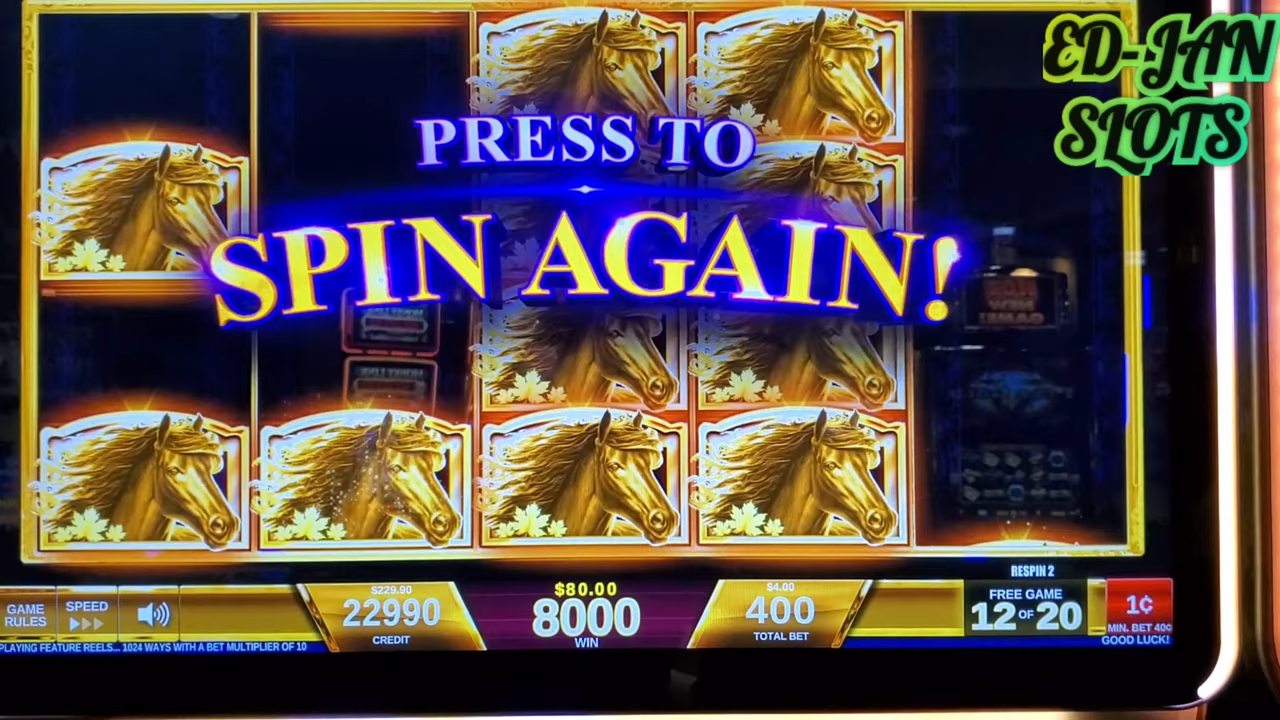 ED-JAN
SLOTS
PRESS TO
SPIN AGAIN!
RESPIN 2
GAME
RULES
SPEED
$229.90
22990
CREDIT
$80.00
8000
WIN
$4.00
400
TOTAL BET
FREE GAME
12 OF 20
1¢
MIN. BET 40¢
GOOD LUCK!
PLAYING FEATURE REELS... 1024 WAYS WITH A BET MULTIPLIER OF 10